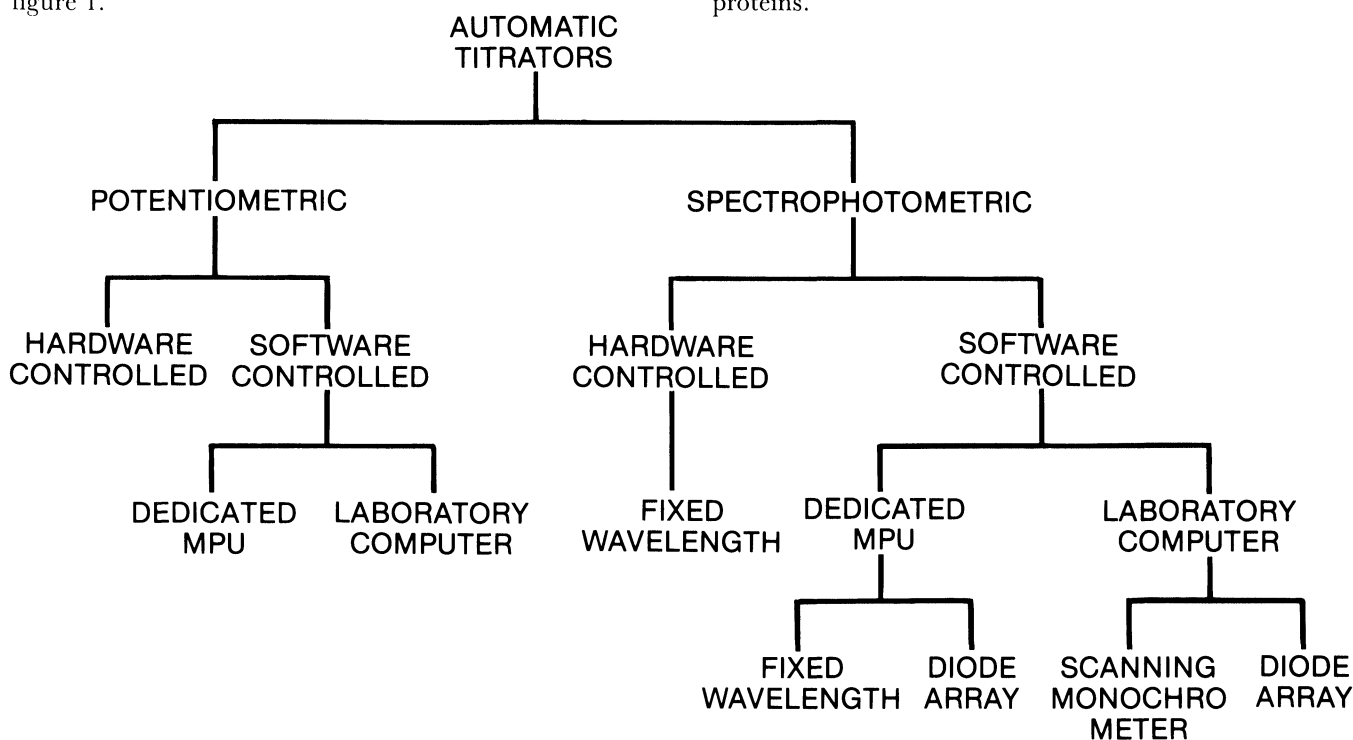 figure 1.
proteins.
AUTOMATIC
TITRATORS
POTENTIOMETRIC
SPECTROPHOTOMETRIC
HARDWARE
CONTROLLED
SOFTWARE
CONTROLLED
HARDWARE
CONTROLLED
SOFTWARE
CONTROLLED
DEDICATED
MPU
LABORATORY
COMPUTER
FIXED
WAVELENGTH
DEDICATED
MPU
LABORATORY
COMPUTER
FIXED
WAVELENGTH
DIODE
ARRAY
SCANNING
MONOCHRO
METER
DIODE
ARRAY